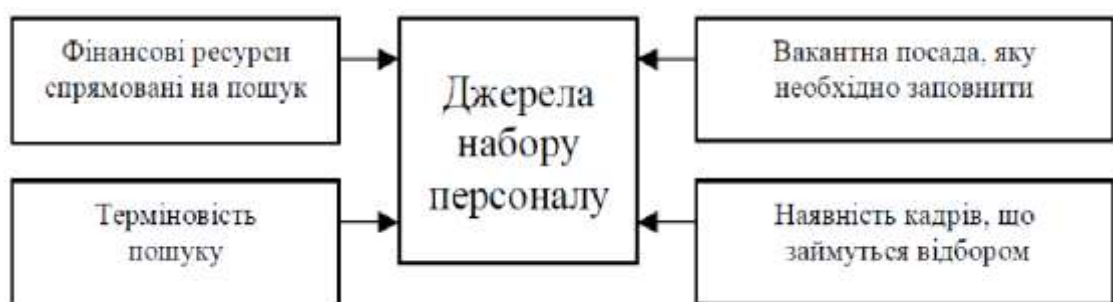 Фінансові ресурси
спрямовані на пошук
Терміновість
пошуку
Джерела
набору
персоналу
Вакантна посада, яку
необхідно заповнити
Наявність кадрів, що
займуться відбором